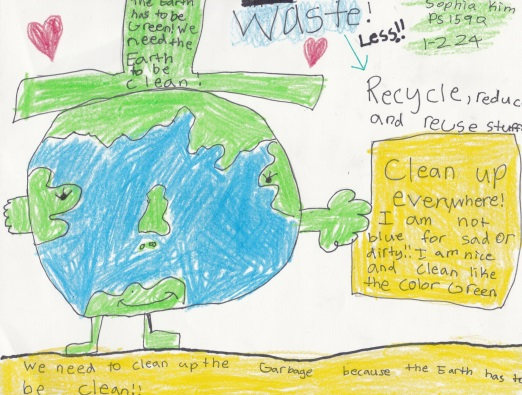 The Earth
has to be
Green! We
need the
Earth
to be
clean!
Waste!
Less!!
Sophia Kim
PS 159Q
1-2-24
Recycle, reduc
and reuse stuff
Clean up
everywhere!
I am not
blue for sad or
dirty!! I am nice
and clean like
the color Green
We need to clean up the Garbage because the Earth has to
be clean!!